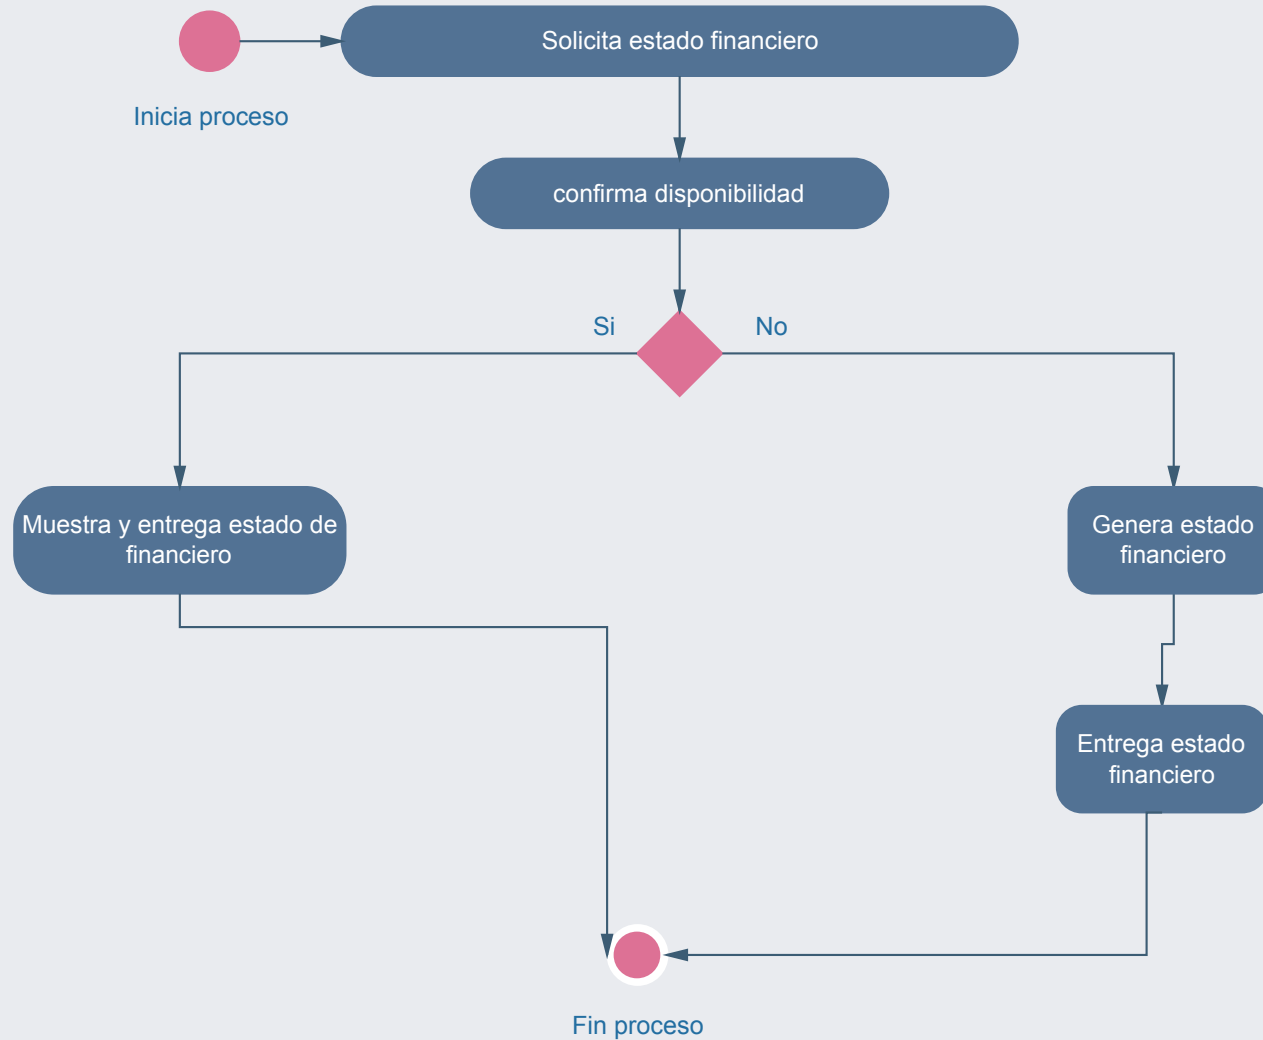 Solicita estado financiero
Inicia proceso
confirma disponibilidad
Si
No
Muestra y entrega estado de
financiero
Genera estado
financiero
Entrega estado
financiero
Fin proceso